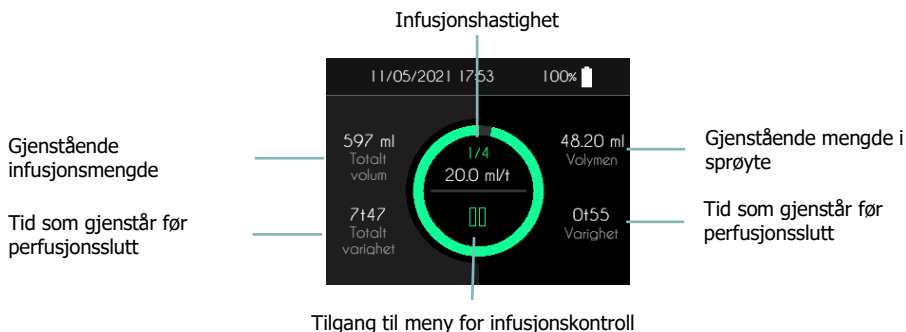 Infusjonshastighet
11/05/2021 17:53 100%
Gjenstående
infusjonsmengde
Tid som gjenstår før
perfusjonsslutt
597 ml
Totalt
volum
7t47
Totalt
varighet
1/4
20.0 ml/t
48.20 ml
Volymen
0t55
Varighet
Gjenstående mengde i
sprøyte
Tid som gjenstår før
perfusjonsslutt
Tilgang til meny for infusjonskontroll